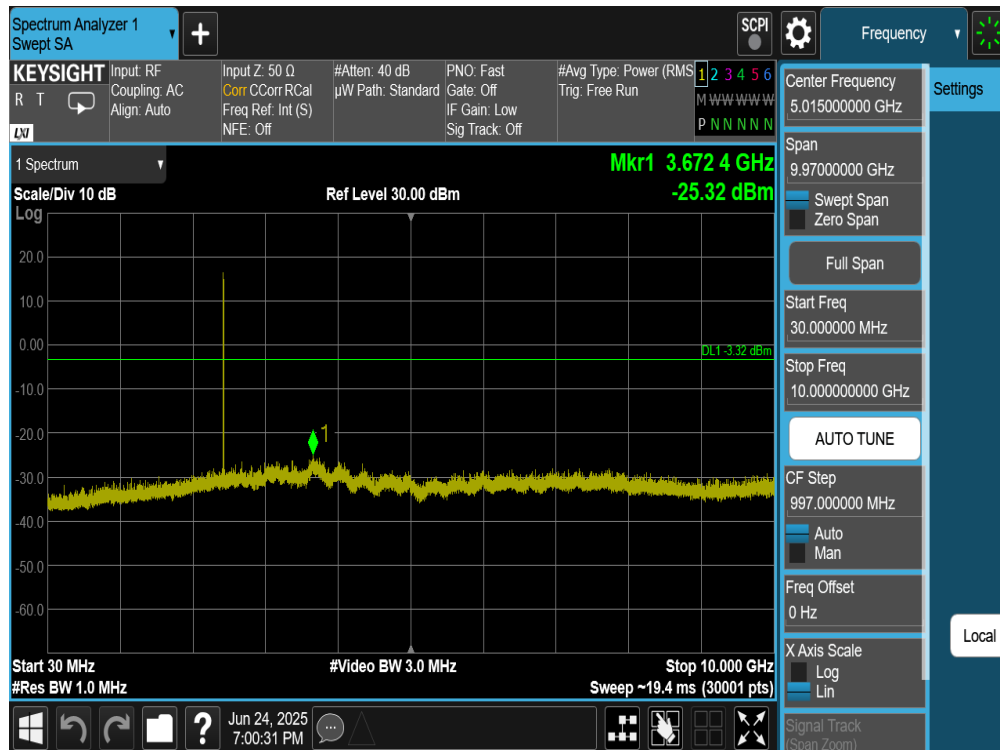 Spectrum Analyzer 1
Swept SA
+
SCPI
Frequency
KEYSIGHT
R T
LXI
Input: RF
Coupling: AC
Align: Auto
Input Z: 50 Ω
Corr CCorr RCal
Freq Ref: Int (S)
NFE: Off
#Atten: 40 dB
µW Path: Standard
PNO: Fast
Gate: Off
IF Gain: Low
Sig Track: Off
#Avg Type: Power (RMS
Trig: Free Run
1 2 3 4 5 6
M W W W W W
P N N N N N
1 Spectrum
Mkr1 3.672 4 GHz
-25.32 dBm
Scale/Div 10 dB
Ref Level 30.00 dBm
Log
20.0
10.0
0.00
-10.0
-20.0
-30.0
-40.0
-50.0
-60.0
DL1 -3.32 dBm
1
Start 30 MHz
#Video BW 3.0 MHz
Stop 10.000 GHz
#Res BW 1.0 MHz
Sweep ~19.4 ms (30001 pts)
Center Frequency
5.015000000 GHz
Span
9.97000000 GHz
Swept Span
Zero Span
Full Span
Start Freq
30.000000 MHz
Stop Freq
10.000000000 GHz
AUTO TUNE
CF Step
997.000000 MHz
Auto
Man
Freq Offset
0 Hz
X Axis Scale
Log
Lin
Signal Track
(Span Zoom)
Settings
Local
?
Jun 24, 2025
7:00:31 PM